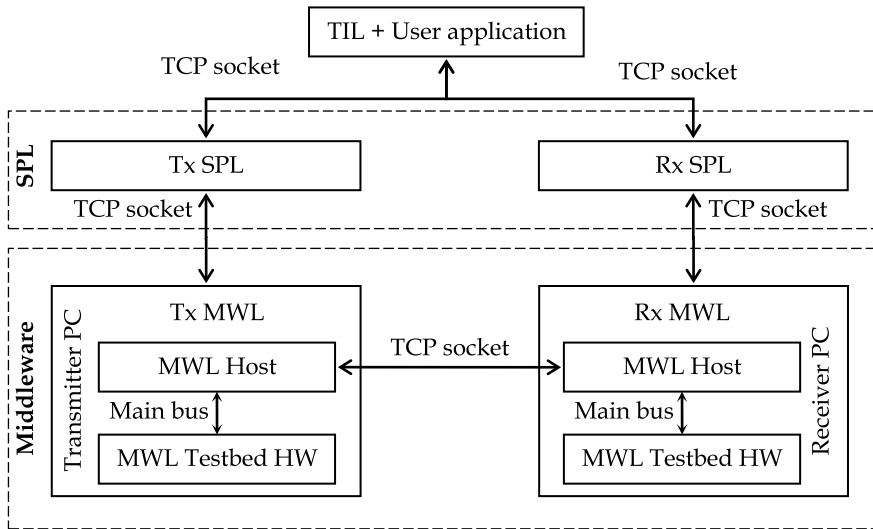 TIL + User application
TCP socket
TCP socket
SPL
Tx SPL
Rx SPL
TCP socket
TCP socket
Middleware
Transmitter PC
Tx MWL
MWL Host
Main bus
MWL Testbed HW
TCP socket
Rx MWL
MWL Host
Main bus
MWL Testbed HW
Receiver PC